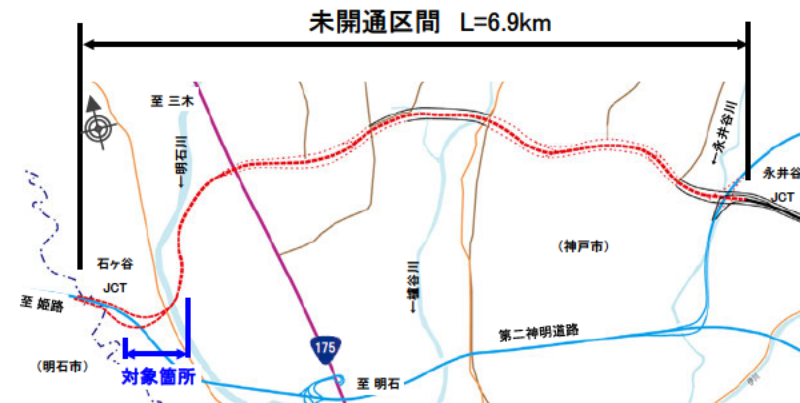 未開通区間 L=6.9km
至 三木
←明石川
←永井谷川
永井谷
JCT
(神戸市)
石ヶ谷
JCT
←櫨谷川
至 姫路
第二神明道路
175
(明石市)
対象箇所
至 明石